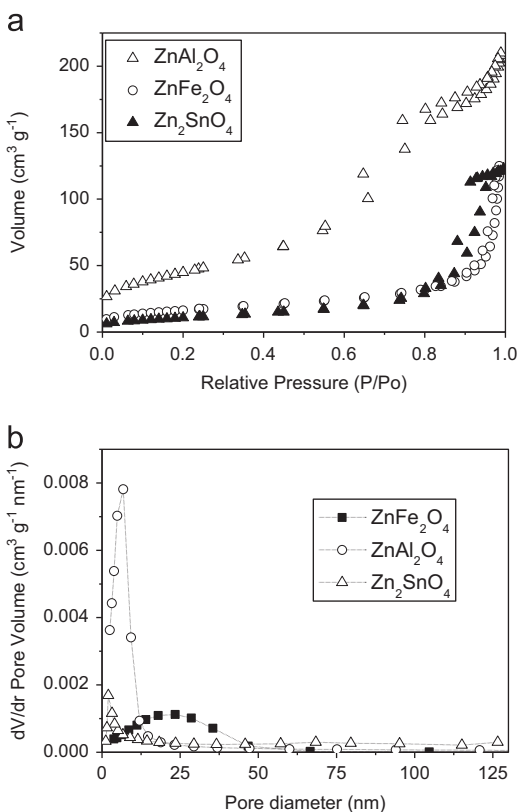 a
ZnAl₂O₄
ZnFe₂O₄
Zn₂SnO₄
Volume (cm³ g⁻¹)
200
150
100
50
0
0.0 0.2 0.4 0.6 0.8 1.0
Relative Pressure (P/Po)
b
ZnFe₂O₄
ZnAl₂O₄
Zn₂SnO₄
dV/dr Pore Volume (cm³ g⁻¹ nm⁻¹)
0.008
0.006
0.004
0.002
0.000
0 25 50 75 100 125
Pore diameter (nm)